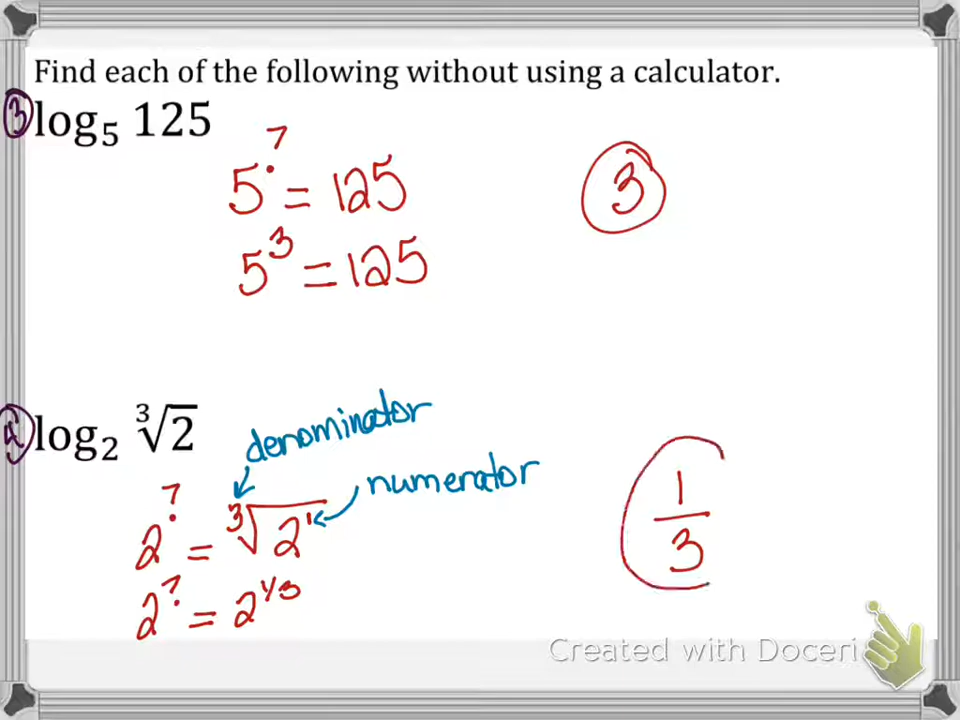 Find each of the following without using a calculator.
③ log₅ 125
5^? = 125
3
5³ = 125
log₂ ∛2
denominator
numerator
2^? = ∛2¹
1/3
2^? = 2^1/3
Created with Doceri